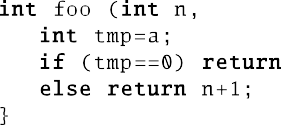 int foo (int n,
int tmp=a;
if (tmp==0) return
else return n+1;
}